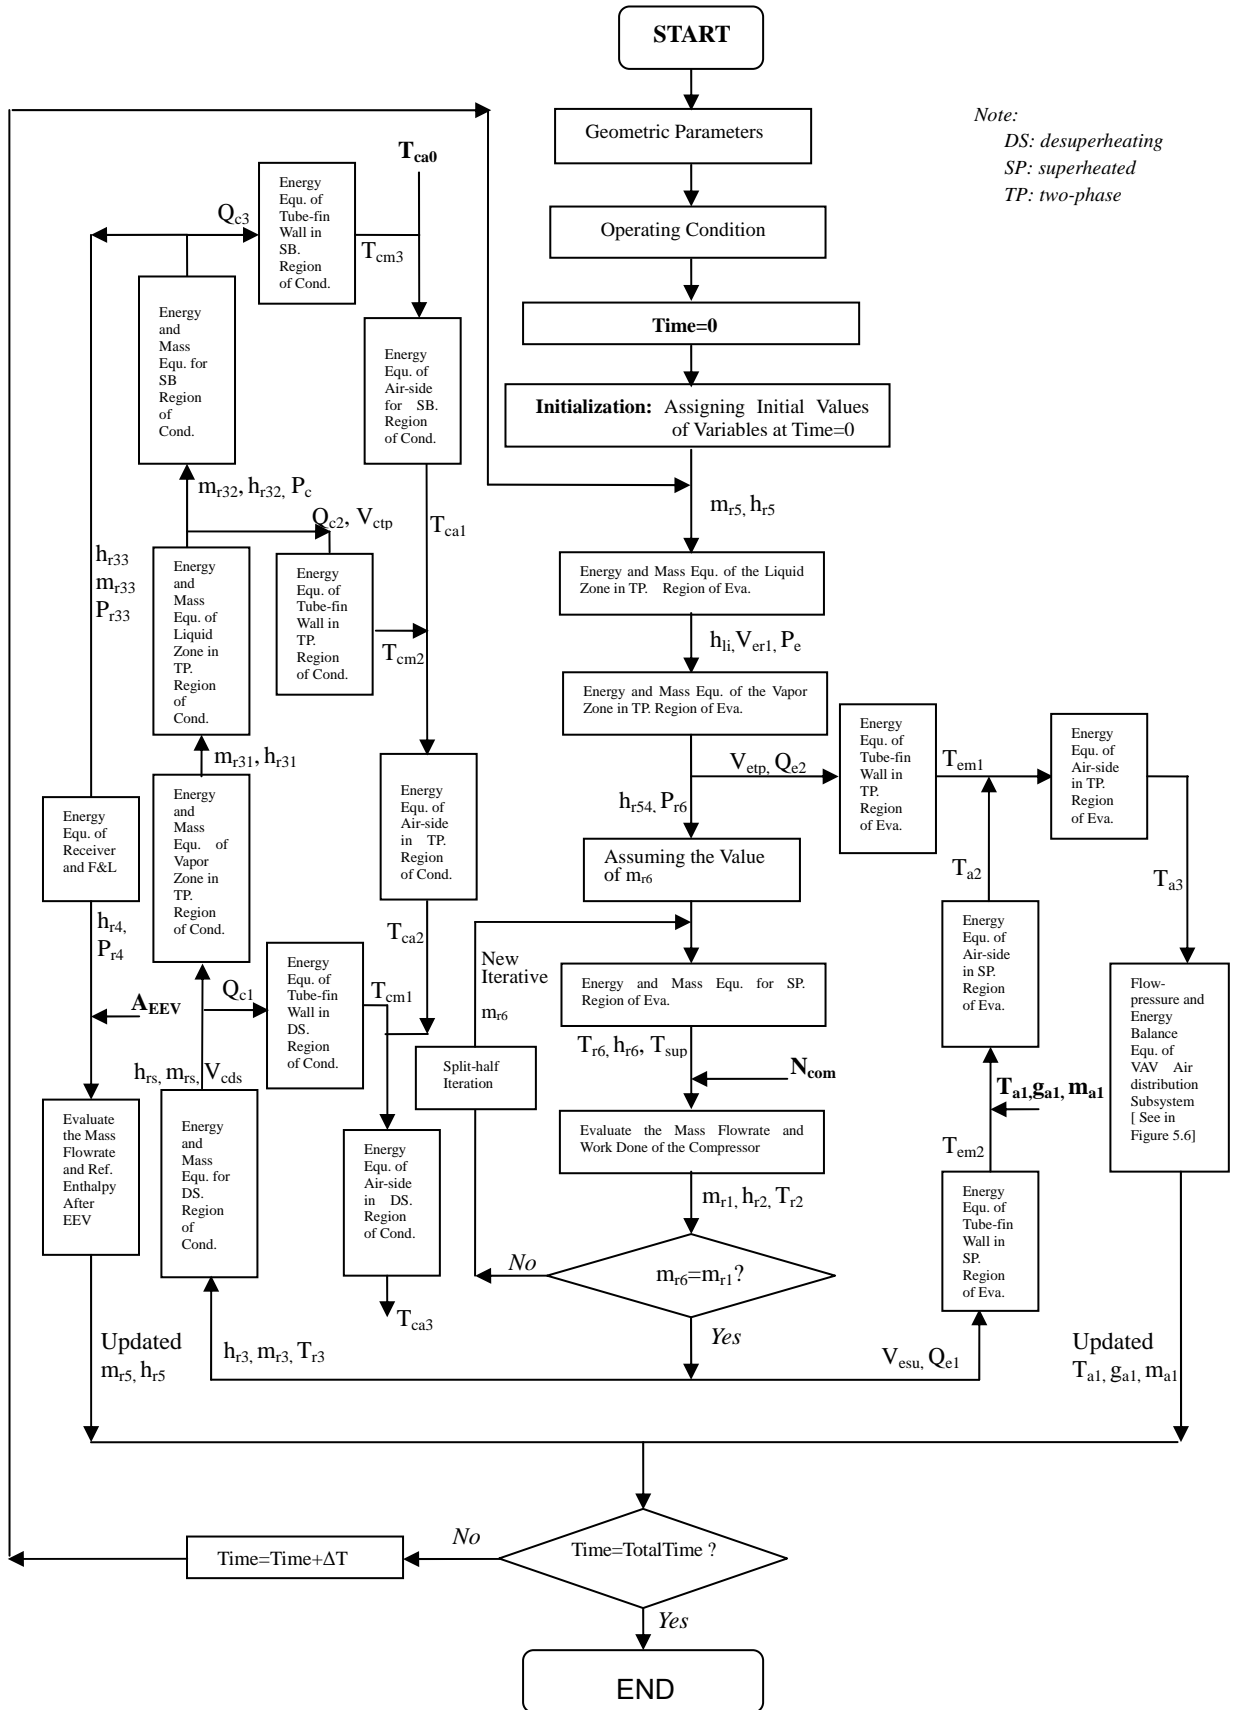 START
Geometric Parameters
Operating Condition
Time=0
Initialization: Assigning Initial Values
of Variables at Time=0
Note:
DS: desuperheating
SP: superheated
TP: two-phase
m_r5, h_r5
Energy and Mass Equ. of the Liquid
Zone in TP. Region of Eva.
h_li, V_er1, P_e
Energy and Mass Equ. of the Vapor
Zone in TP. Region of Eva.
V_etp, Q_e2
h_r54, P_r6
Assuming the Value
of m_r6
Energy and Mass Equ. for SP.
Region of Eva.
T_r6, h_r6, T_sup
N_com
Evaluate the Mass Flowrate and
Work Done of the Compressor
m_r1, h_r2, T_r2
m_r6=m_r1?
No
Yes
New
Iterative
m_r6
Split-half
Iteration
V_esu, Q_e1
Energy
Equ. of
Tube-fin
Wall in
SP.
Region
of Eva.
T_em2
T_a1, g_a1, m_a1
Energy
Equ. of
Air-side
in SP.
Region
of Eva.
T_a2
Energy
Equ. of
Tube-fin
Wall in
TP.
Region
of Eva.
T_em1
Energy
Equ. of
Air-side
in TP.
Region
of Eva.
T_a3
Flow-
pressure and
Energy
Balance
Equ. of
VAV Air
distribution
Subsystem
[ See in
Figure 5.6]
Updated
T_a1, g_a1, m_a1
h_r3, m_r3, T_r3
Energy
and
Mass
Equ. for
DS.
Region
of
Cond.
h_rs, m_rs, V_cds
Q_c1
Energy
Equ. of
Tube-fin
Wall in
DS.
Region
of Cond.
T_cm1
Energy
Equ. of
Air-side
in DS.
Region
of Cond.
T_ca3
Energy
and
Mass
Equ. of
Vapor
Zone in
TP.
Region
of Cond.
m_r31, h_r31
Energy
and
Mass
Equ. of
Liquid
Zone in
TP.
Region
of
Cond.
Q_c2, V_ctp
Energy
Equ. of
Tube-fin
Wall in
TP.
Region
of Cond.
T_cm2
m_r32, h_r32, P_c
Energy
and
Mass
Equ. for
SB
Region
of
Cond.
Q_c3
Energy
Equ. of
Tube-fin
Wall in
SB.
Region
of Cond.
T_cm3
T_ca0
Energy
Equ. of
Air-side
for SB.
Region
of Cond.
T_ca1
Energy
Equ. of
Air-side
in TP.
Region
of Cond.
T_ca2
h_r33
m_r33
P_r33
Energy
Equ. of
Receiver
and F&L
h_r4,
P_r4
A_EEV
Evaluate
the Mass
Flowrate
and Ref.
Enthalpy
After
EEV
Updated
m_r5, h_r5
Time=TotalTime ?
No
Time=Time+ΔT
Yes
END